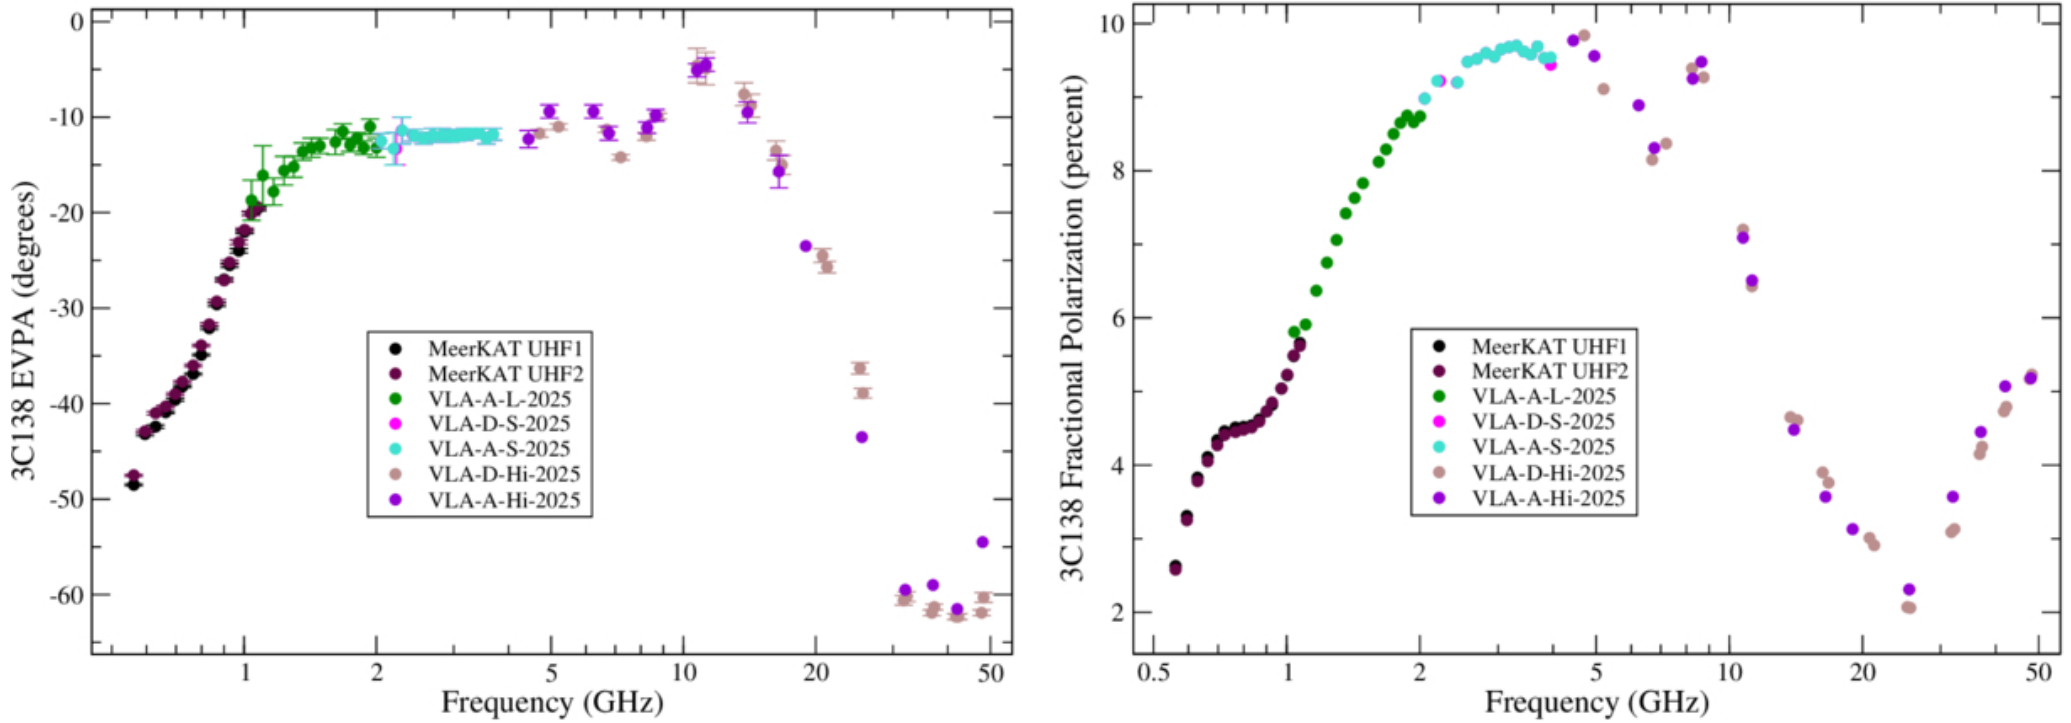 0
-10
-20
-30
-40
-50
-60
3C138 EVPA (degrees)
MeerKAT UHF1
MeerKAT UHF2
VLA-A-L-2025
VLA-D-S-2025
VLA-A-S-2025
VLA-D-Hi-2025
VLA-A-Hi-2025
1 2 5 10 20 50
Frequency (GHz)
10
8
6
4
2
3C138 Fractional Polarization (percent)
MeerKAT UHF1
MeerKAT UHF2
VLA-A-L-2025
VLA-D-S-2025
VLA-A-S-2025
VLA-D-Hi-2025
VLA-A-Hi-2025
0.5 1 2 5 10 20 50
Frequency (GHz)